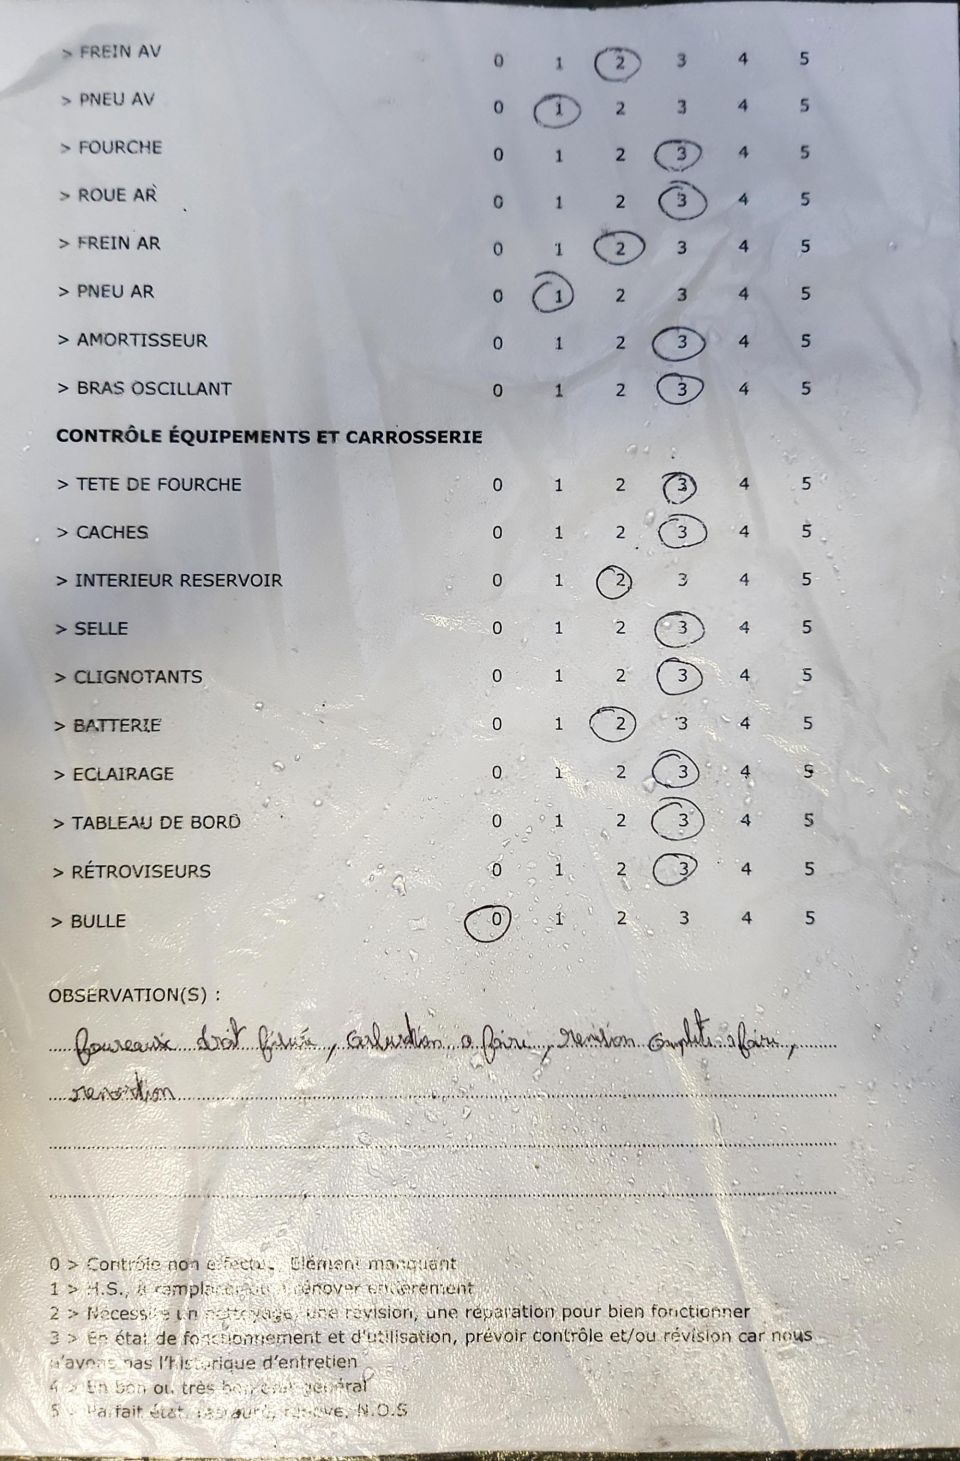 > FREIN AV 0 1 2 3 4 5
> PNEU AV 0 1 2 3 4 5
> FOURCHE 0 1 2 3 4 5
> ROUE AR 0 1 2 3 4 5
> FREIN AR 0 1 2 3 4 5
> PNEU AR 0 1 2 3 4 5
> AMORTISSEUR 0 1 2 3 4 5
> BRAS OSCILLANT 0 1 2 3 4 5
CONTRÔLE ÉQUIPEMENTS ET CARROSSERIE
> TETE DE FOURCHE 0 1 2 3 4 5
> CACHES 0 1 2 3 4 5
> INTERIEUR RESERVOIR 0 1 2 3 4 5
> SELLE 0 1 2 3 4 5
> CLIGNOTANTS 0 1 2 3 4 5
> BATTERIE 0 1 2 3 4 5
> ECLAIRAGE 0 1 2 3 4 5
> TABLEAU DE BORD 0 1 2 3 4 5
> RÉTROVISEURS 0 1 2 3 4 5
> BULLE 0 1 2 3 4 5
OBSERVATION(S) :
droit , a faire, complete a faire,
0 > Contrôle non effectué, Elément manquant
1 > H.S., à remplacer ou à rénover entièrement
2 > Nécessite un nettoyage, une révision, une réparation pour bien fonctionner
3 > En état de fonctionnement et d'utilisation, prévoir contrôle et/ou révision car nous
n'avons pas l'historique d'entretien
4 > En bon ou très bon état général
5 > Parfait état, restauré, rénové, N.O.S